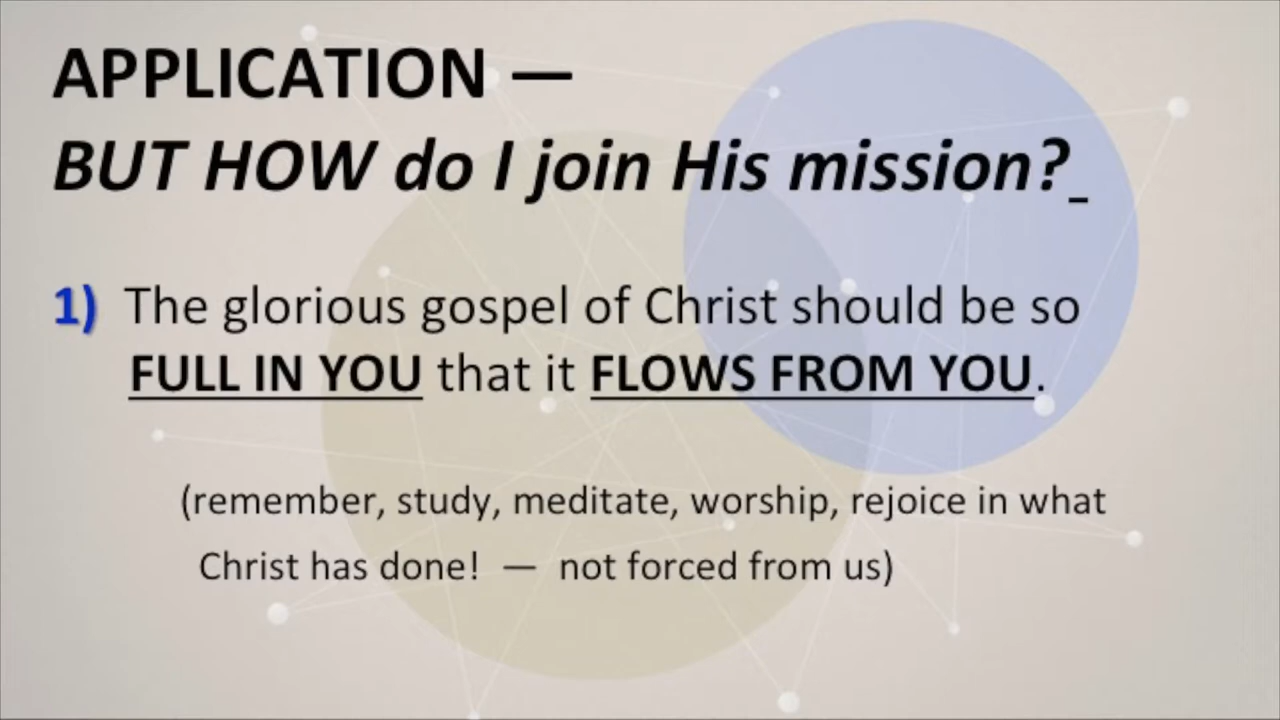 APPLICATION —
BUT HOW do I join His mission?_
1) The glorious gospel of Christ should be so
FULL IN YOU that it FLOWS FROM YOU.
(remember, study, meditate, worship, rejoice in what
Christ has done! — not forced from us)